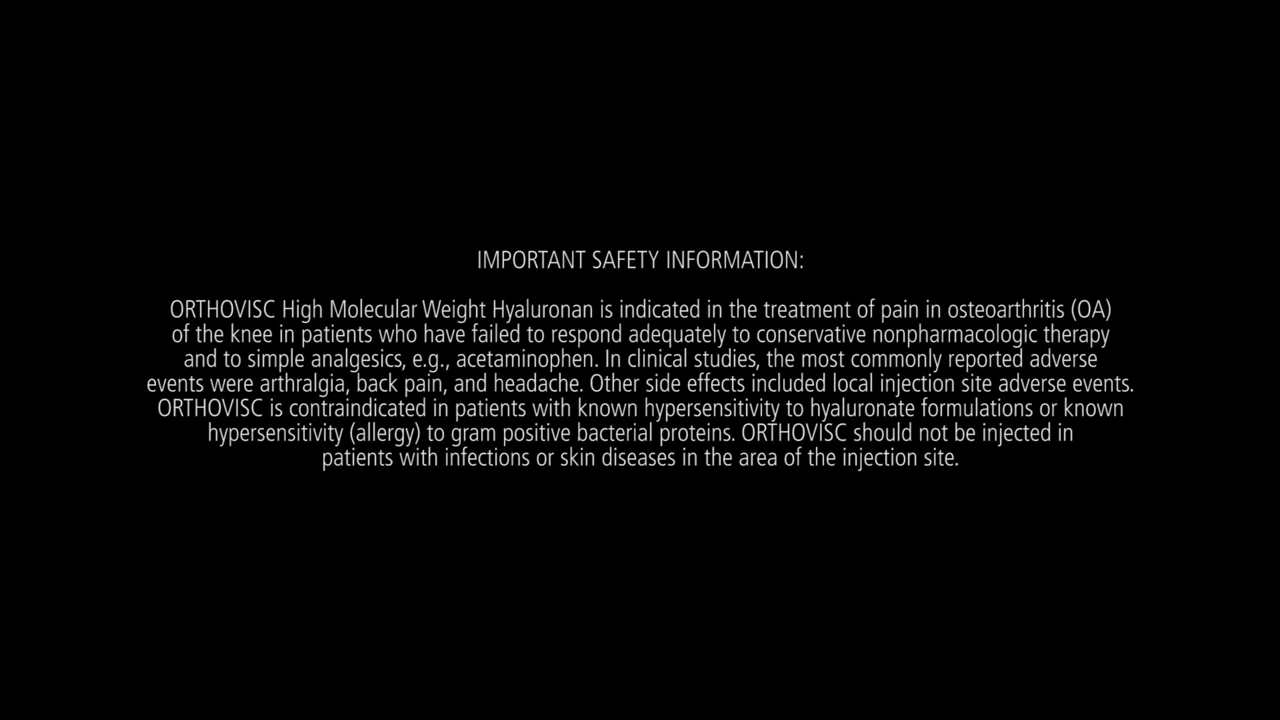 IMPORTANT SAFETY INFORMATION:
ORTHOVISC High Molecular Weight Hyaluronan is indicated in the treatment of pain in osteoarthritis (OA)
of the knee in patients who have failed to respond adequately to conservative nonpharmacologic therapy
and to simple analgesics, e.g., acetaminophen. In clinical studies, the most commonly reported adverse
events were arthralgia, back pain, and headache. Other side effects included local injection site adverse events.
ORTHOVISC is contraindicated in patients with known hypersensitivity to hyaluronate formulations or known
hypersensitivity (allergy) to gram positive bacterial proteins. ORTHOVISC should not be injected in
patients with infections or skin diseases in the area of the injection site.